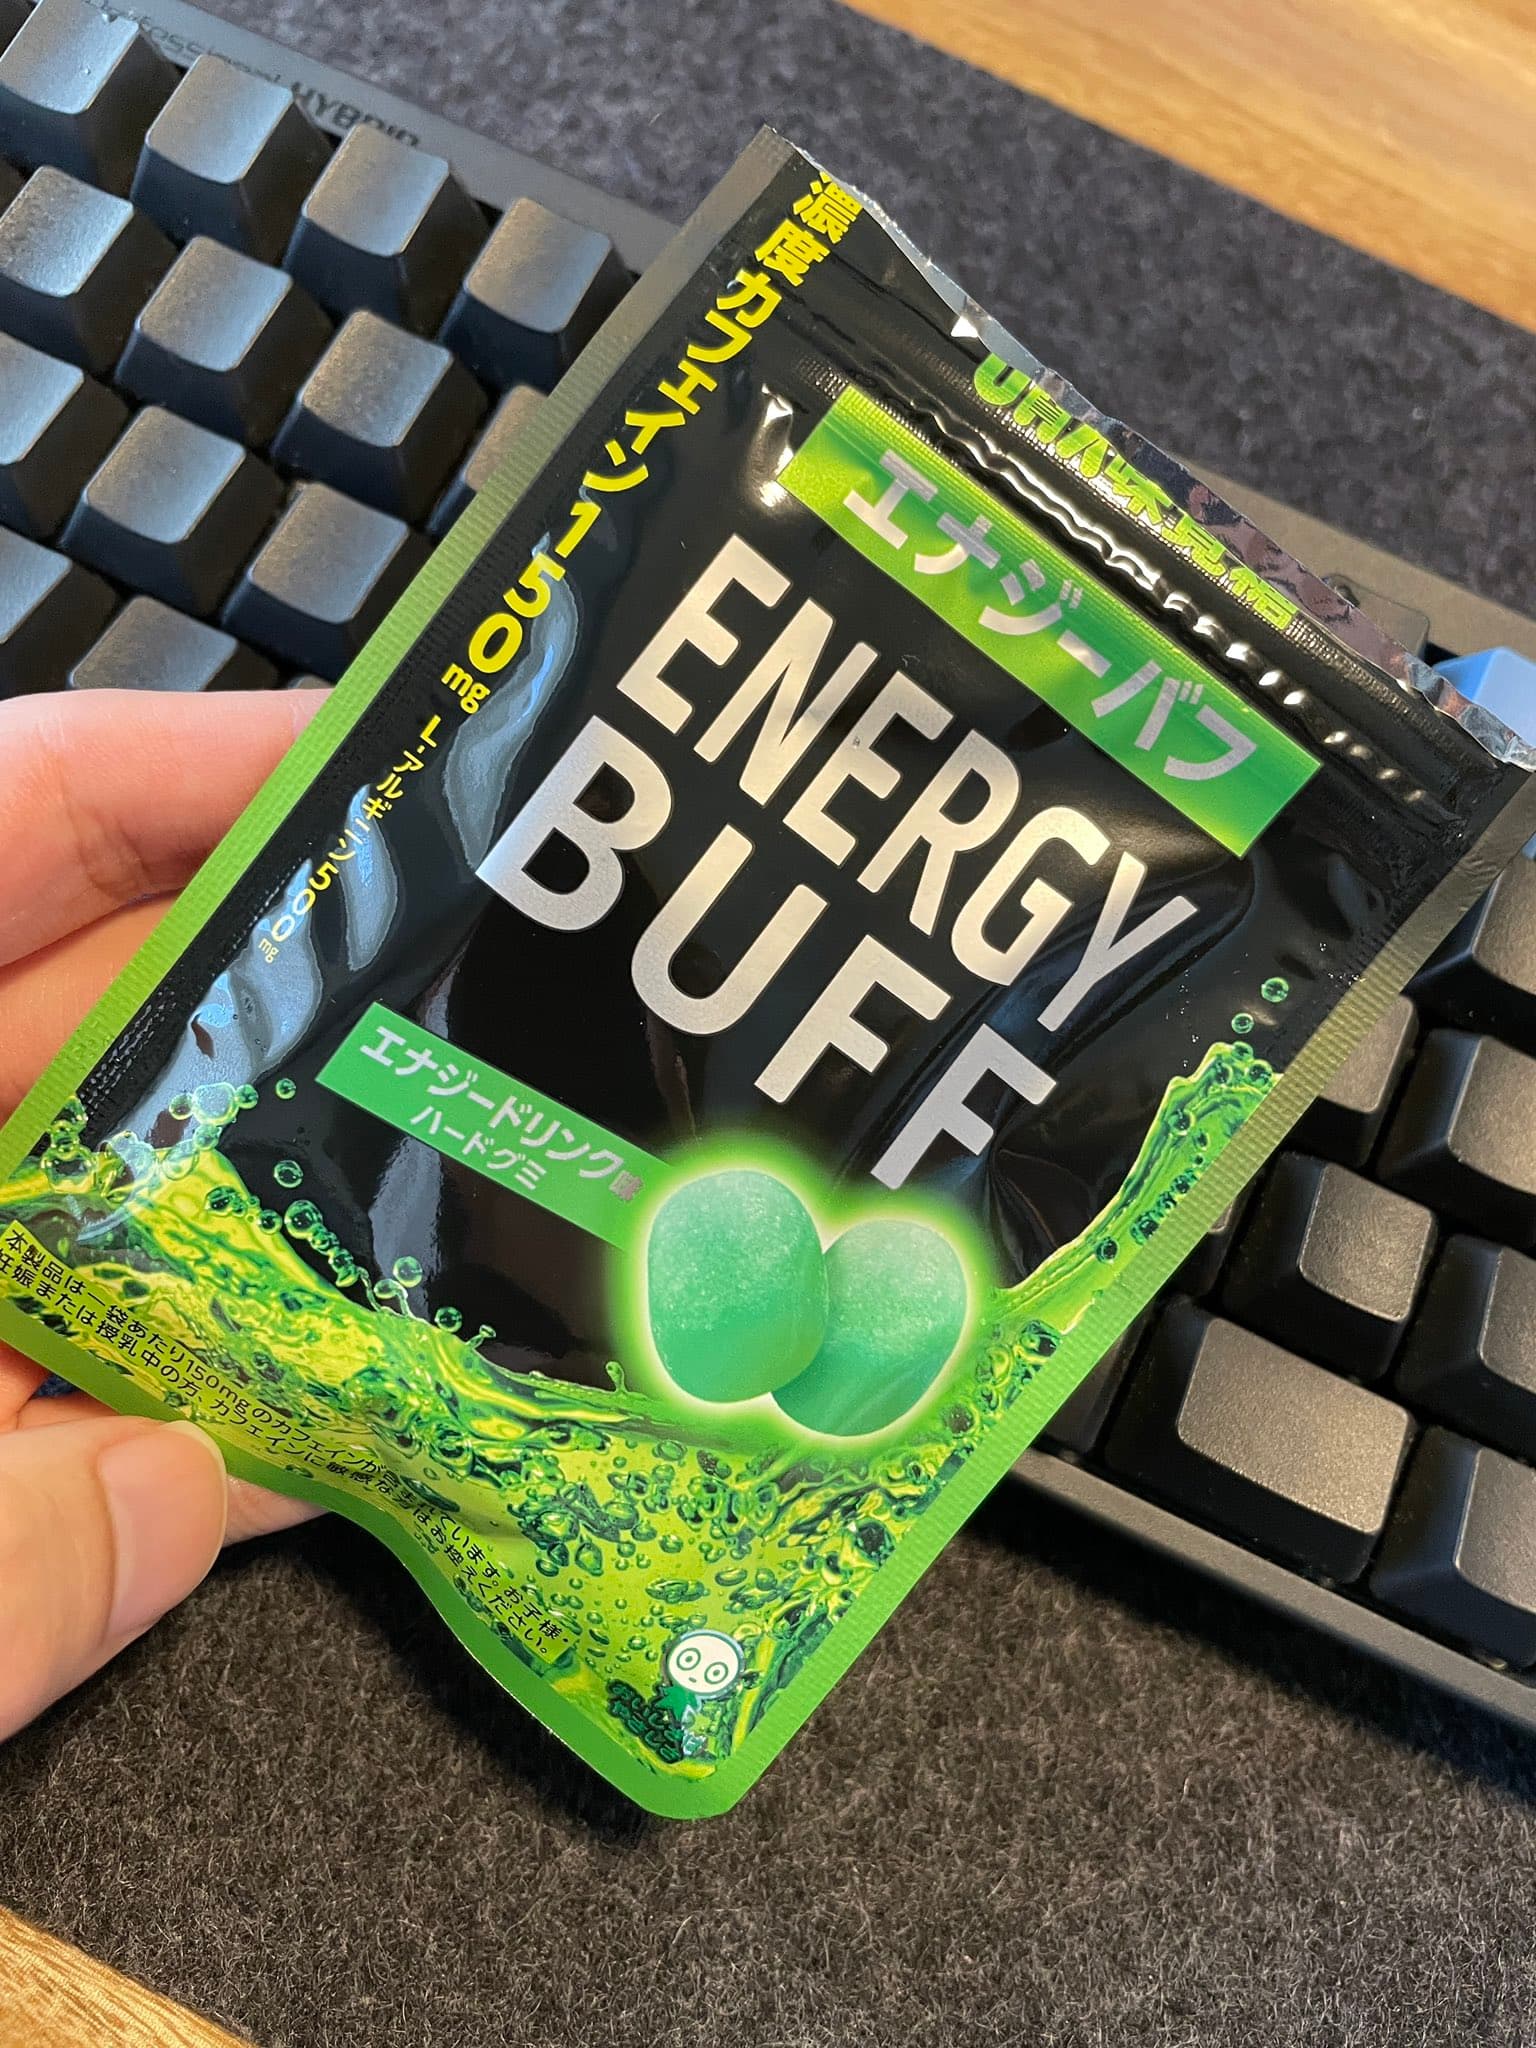 Professional HYBRID
UHA味覚糖
エナジーバフ
濃度カフェイン150mg L-アルギニン500mg
ENERGY
BUFF
エナジードリンク味
ハードグミ
本製品は一袋あたり150mgのカフェインが含まれています。お子様・
妊娠または授乳中の方、カフェインに敏感な方はお控えください。